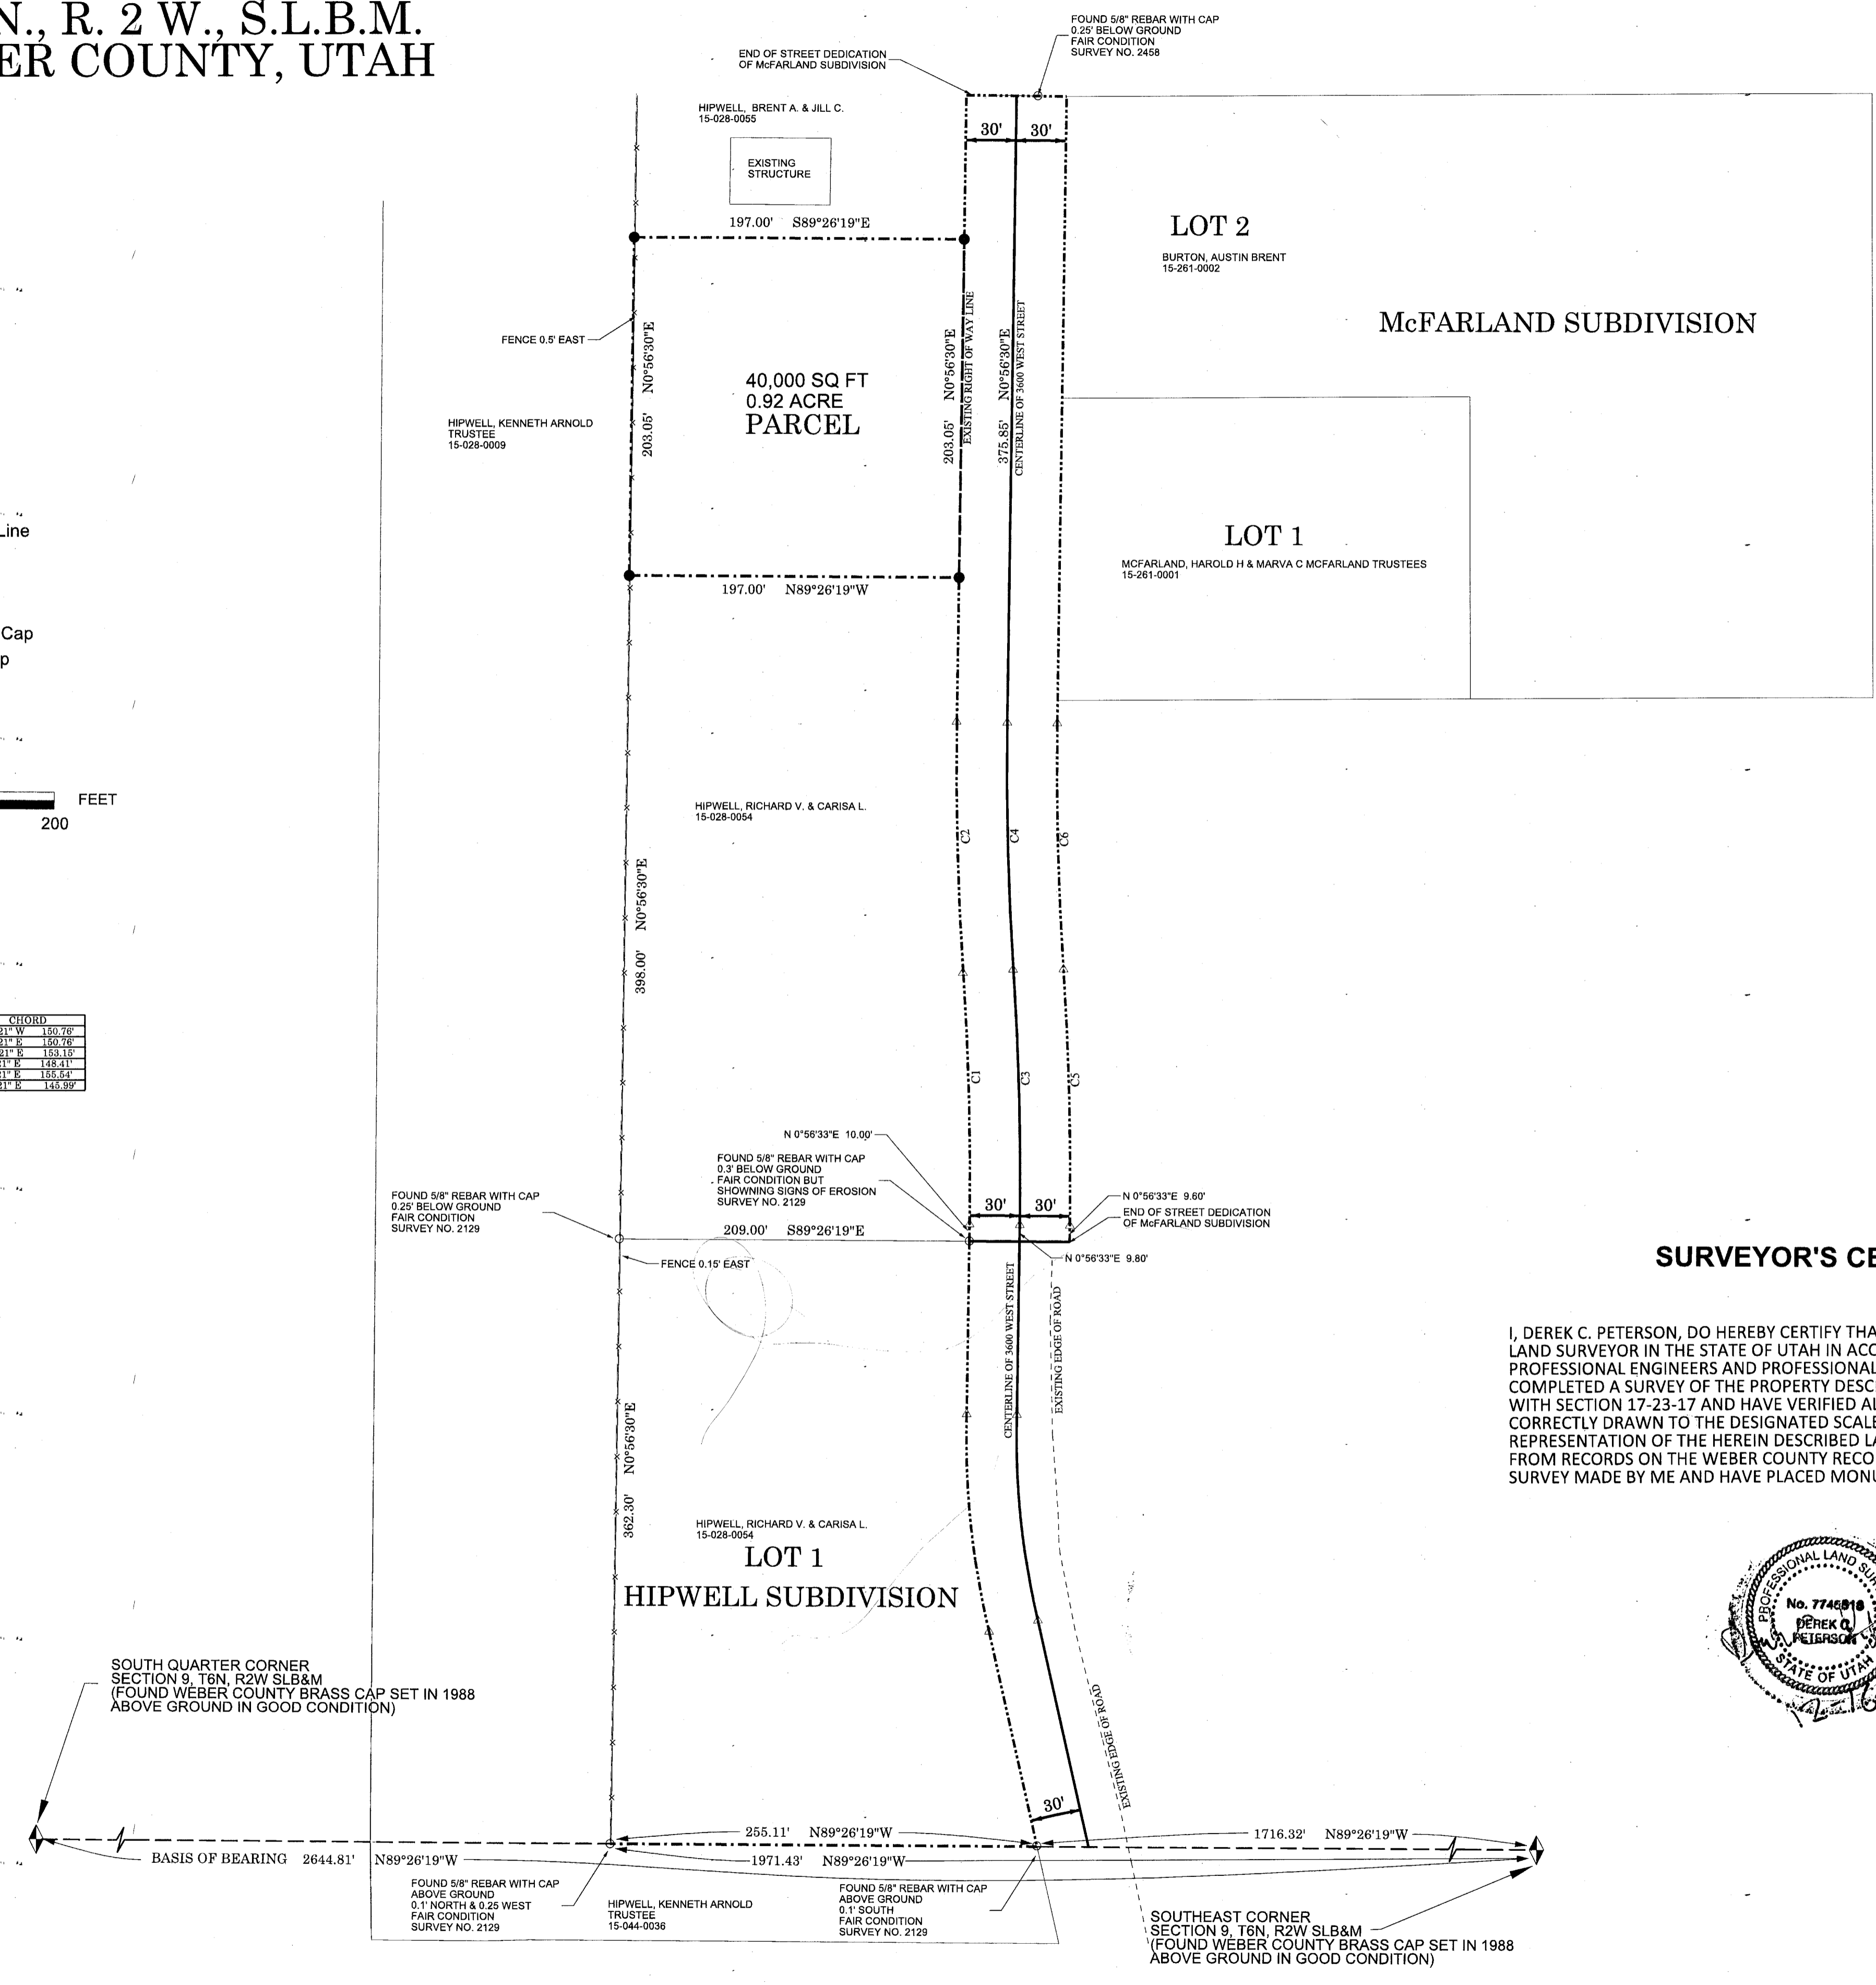 N., R. 2 W., S.L.B.M.
ER COUNTY, UTAH
FOUND 5/8" REBAR WITH CAP
0.25' BELOW GROUND
FAIR CONDITION
SURVEY NO. 2458
END OF STREET DEDICATION
OF McFARLAND SUBDIVISION
HIPWELL, BRENT A. & JILL C.
15-028-0055
EXISTING
STRUCTURE
30' 30'
197.00' S89°26'19"E
LOT 2
BURTON, AUSTIN BRENT
15-261-0002
McFARLAND SUBDIVISION
FENCE 0.5' EAST
203.05' N0°56'30"E
40,000 SQ FT
0.92 ACRE
PARCEL
203.05' N0°56'30"E
EXISTING RIGHT OF WAY LINE
375.85' N0°56'30"E
CENTERLINE OF 3600 WEST STREET
HIPWELL, KENNETH ARNOLD
TRUSTEE
15-028-0009
Line
LOT 1
MCFARLAND, HAROLD H & MARVA C MCFARLAND TRUSTEES
15-261-0001
197.00' N89°26'19"W
Cap
p
FEET
200
HIPWELL, RICHARD V. & CARISA L.
15-028-0054
C2
C4
C6
398.00' N0°56'30"E
CHORD
21" W 150.76'
21" E 150.76'
21" E 153.15'
21" E 148.41'
21" E 155.54'
21" E 145.99'
C1
C3
C5
N 0°56'33"E 10.00'
FOUND 5/8" REBAR WITH CAP
0.3' BELOW GROUND
FAIR CONDITION BUT
SHOWNING SIGNS OF EROSION
SURVEY NO. 2129
FOUND 5/8" REBAR WITH CAP
0.25' BELOW GROUND
FAIR CONDITION
SURVEY NO. 2129
30' 30'
N 0°56'33"E 9.60'
END OF STREET DEDICATION
OF McFARLAND SUBDIVISION
209.00' S89°26'19"E
N 0°56'33"E 9.80'
FENCE 0.15' EAST
CENTERLINE OF 3600 WEST STREET
EXISTING EDGE OF ROAD
SURVEYOR'S CE
I, DEREK C. PETERSON, DO HEREBY CERTIFY THA
LAND SURVEYOR IN THE STATE OF UTAH IN ACC
PROFESSIONAL ENGINEERS AND PROFESSIONAL
COMPLETED A SURVEY OF THE PROPERTY DESC
WITH SECTION 17-23-17 AND HAVE VERIFIED AL
CORRECTLY DRAWN TO THE DESIGNATED SCALE
REPRESENTATION OF THE HEREIN DESCRIBED LA
FROM RECORDS ON THE WEBER COUNTY RECO
SURVEY MADE BY ME AND HAVE PLACED MONU
362.30' N0°56'30"E
HIPWELL, RICHARD V. & CARISA L.
15-028-0054
LOT 1
HIPWELL SUBDIVISION
PROFESSIONAL LAND SUR
DEREK C.
PETERSON
STATE OF UTAH
SOUTH QUARTER CORNER
SECTION 9, T6N, R2W SLB&M
(FOUND WEBER COUNTY BRASS CAP SET IN 1988
ABOVE GROUND IN GOOD CONDITION)
EXISTING EDGE OF ROAD
30'
255.11' N89°26'19"W
1716.32' N89°26'19"W
BASIS OF BEARING 2644.81' N89°26'19"W
1971.43' N89°26'19"W
FOUND 5/8" REBAR WITH CAP
ABOVE GROUND
0.1' NORTH & 0.25 WEST
FAIR CONDITION
SURVEY NO. 2129
HIPWELL, KENNETH ARNOLD
TRUSTEE
15-044-0036
FOUND 5/8" REBAR WITH CAP
ABOVE GROUND
0.1' SOUTH
FAIR CONDITION
SURVEY NO. 2129
SOUTHEAST CORNER
SECTION 9, T6N, R2W SLB&M
(FOUND WEBER COUNTY BRASS CAP SET IN 1988
ABOVE GROUND IN GOOD CONDITION)